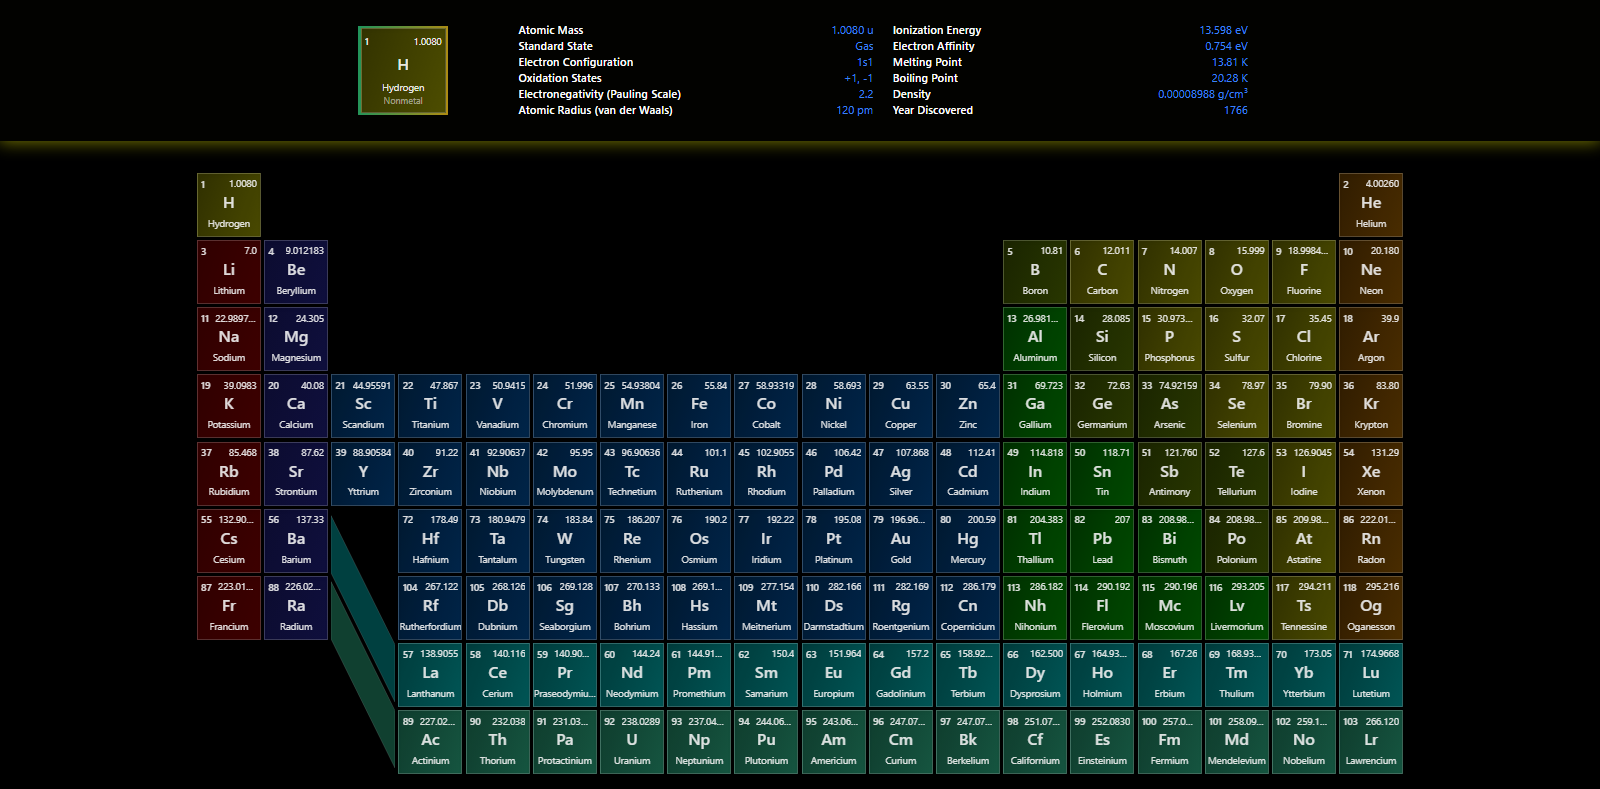 1 1.0080
H
Hydrogen
Nonmetal
Atomic Mass 1.0080 u
Standard State Gas
Electron Configuration 1s1
Oxidation States +1, -1
Electronegativity (Pauling Scale) 2.2
Atomic Radius (van der Waals) 120 pm
Ionization Energy 13.598 eV
Electron Affinity 0.754 eV
Melting Point 13.81 K
Boiling Point 20.28 K
Density 0.00008988 g/cm³
Year Discovered 1766
1 1.0080 2 4.00260
H He
Hydrogen Helium
3 7.0 4 9.012183 5 10.81 6 12.011 7 14.007 8 15.999 9 18.9984... 10 20.180
Li Be B C N O F Ne
Lithium Beryllium Boron Carbon Nitrogen Oxygen Fluorine Neon
11 22.9897... 12 24.305 13 26.981... 14 28.085 15 30.973... 16 32.07 17 35.45 18 39.9
Na Mg Al Si P S Cl Ar
Sodium Magnesium Aluminum Silicon Phosphorus Sulfur Chlorine Argon
19 39.0983 20 40.08 21 44.95591 22 47.867 23 50.9415 24 51.996 25 54.93804 26 55.84 27 58.93319 28 58.693 29 63.55 30 65.4 31 69.723 32 72.63 33 74.92159 34 78.97 35 79.90 36 83.80
K Ca Sc Ti V Cr Mn Fe Co Ni Cu Zn Ga Ge As Se Br Kr
Potassium Calcium Scandium Titanium Vanadium Chromium Manganese Iron Cobalt Nickel Copper Zinc Gallium Germanium Arsenic Selenium Bromine Krypton
37 85.468 38 87.62 39 88.90584 40 91.22 41 92.90637 42 95.95 43 96.90636 44 101.1 45 102.9055 46 106.42 47 107.868 48 112.41 49 114.818 50 118.71 51 121.760 52 127.6 53 126.9045 54 131.29
Rb Sr Y Zr Nb Mo Tc Ru Rh Pd Ag Cd In Sn Sb Te I Xe
Rubidium Strontium Yttrium Zirconium Niobium Molybdenum Technetium Ruthenium Rhodium Palladium Silver Cadmium Indium Tin Antimony Tellurium Iodine Xenon
55 132.90... 56 137.33 72 178.49 73 180.9479 74 183.84 75 186.207 76 190.2 77 192.22 78 195.08 79 196.96... 80 200.59 81 204.383 82 207 83 208.98... 84 208.98... 85 209.98... 86 222.01...
Cs Ba Hf Ta W Re Os Ir Pt Au Hg Tl Pb Bi Po At Rn
Cesium Barium Hafnium Tantalum Tungsten Rhenium Osmium Iridium Platinum Gold Mercury Thallium Lead Bismuth Polonium Astatine Radon
87 223.01... 88 226.02... 104 267.122 105 268.126 106 269.128 107 270.133 108 269.1... 109 277.154 110 282.166 111 282.169 112 286.179 113 286.182 114 290.192 115 290.196 116 293.205 117 294.211 118 295.216
Fr Ra Rf Db Sg Bh Hs Mt Ds Rg Cn Nh Fl Mc Lv Ts Og
Francium Radium Rutherfordium Dubnium Seaborgium Bohrium Hassium Meitnerium Darmstadtium Roentgenium Copernicium Nihonium Flerovium Moscovium Livermorium Tennessine Oganesson
57 138.9055 58 140.116 59 140.90... 60 144.24 61 144.91... 62 150.4 63 151.964 64 157.2 65 158.92... 66 162.500 67 164.93... 68 167.26 69 168.93... 70 173.05 71 174.9668
La Ce Pr Nd Pm Sm Eu Gd Tb Dy Ho Er Tm Yb Lu
Lanthanum Cerium Praseodymiu... Neodymium Promethium Samarium Europium Gadolinium Terbium Dysprosium Holmium Erbium Thulium Ytterbium Lutetium
89 227.02... 90 232.038 91 231.03... 92 238.0289 93 237.04... 94 244.06... 95 243.06... 96 247.07... 97 247.07... 98 251.07... 99 252.0830 100 257.0... 101 258.09... 102 259.1... 103 266.120
Ac Th Pa U Np Pu Am Cm Bk Cf Es Fm Md No Lr
Actinium Thorium Protactinium Uranium Neptunium Plutonium Americium Curium Berkelium Californium Einsteinium Fermium Mendelevium Nobelium Lawrencium